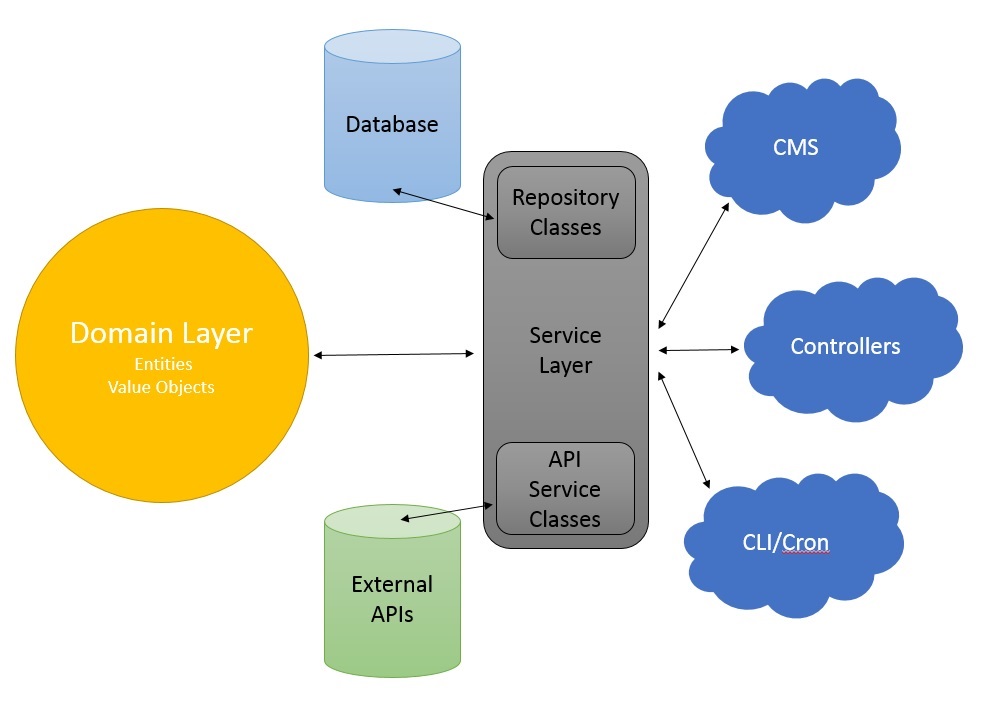 Database
CMS
Repository
Classes
Domain Layer
Entities
Value Objects
Service
Layer
Controllers
API
Service
Classes
CLI/Cron
External
APIs